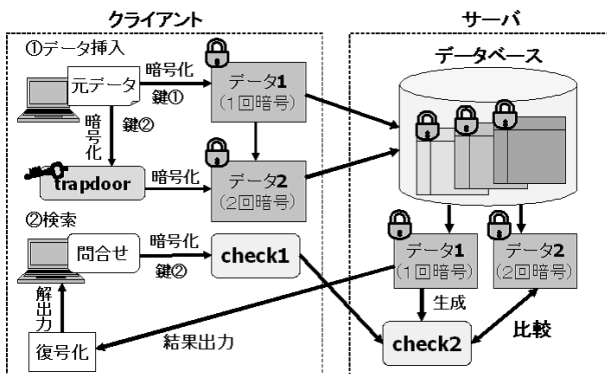 クライアント
サーバ
①データ挿入
元データ
暗号化
鍵①
データ1
(1回暗号)
データベース
暗号化
鍵②
trapdoor
暗号化
データ2
(2回暗号)
②検索
問合せ
暗号化
鍵②
check1
データ1
(1回暗号)
データ2
(2回暗号)
解出力
復号化
結果出力
生成
比較
check2